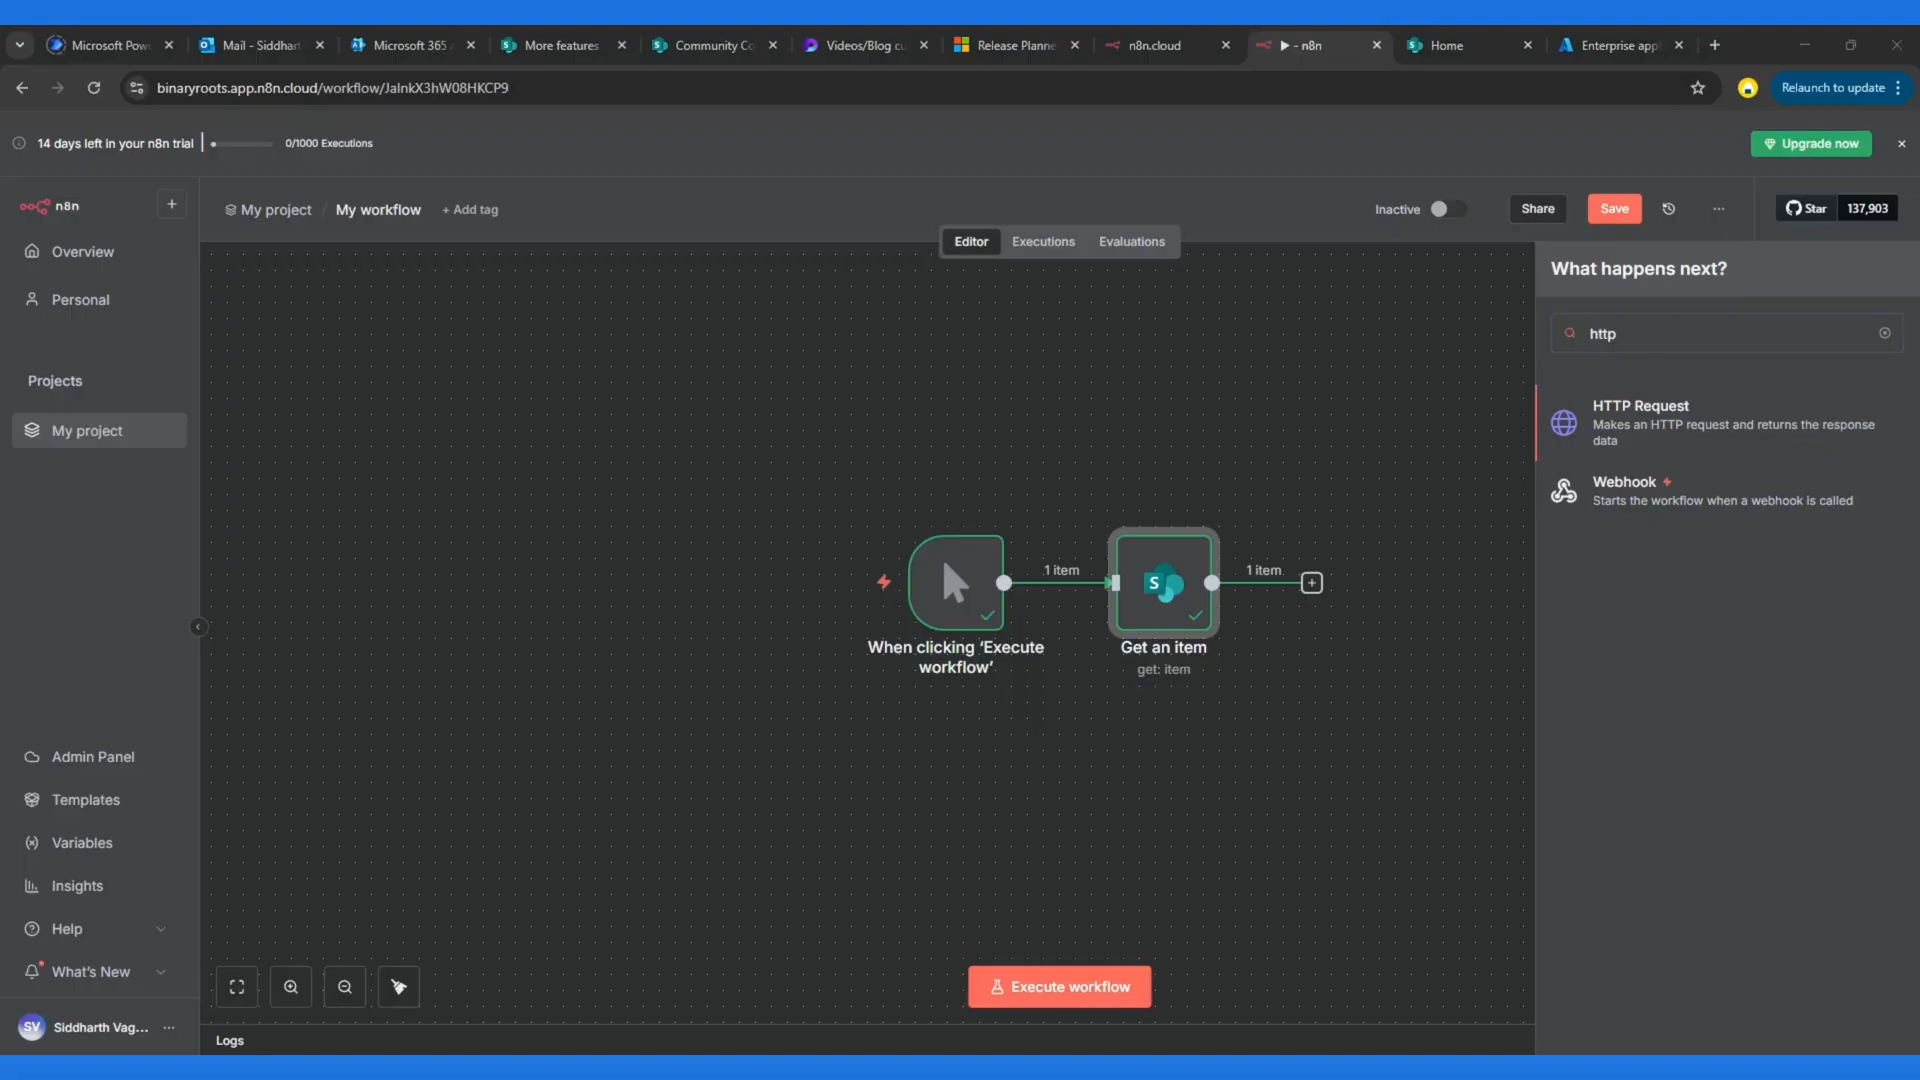 Microsoft Pow
Mail - Siddhart
Microsoft 365
More features
Community Co
Videos/Blog cu
Release Planne
n8n.cloud
▶ - n8n
Home
Enterprise app
binaryroots.app.n8n.cloud/workflow/JaInkX3hW08HKCP9
Relaunch to update
14 days left in your n8n trial
0/1000 Executions
Upgrade now
n8n
My project / My workflow
+ Add tag
Inactive
Share
Save
Star
137,903
Editor
Executions
Evaluations
Overview
Personal
Projects
My project
Admin Panel
Templates
Variables
Insights
Help
What's New
SV
Siddharth Vag...
What happens next?
http
HTTP Request
Makes an HTTP request and returns the response
data
Webhook
Starts the workflow when a webhook is called
1 item
S
1 item
When clicking ‘Execute
workflow’
Get an item
get: item
Execute workflow
Logs